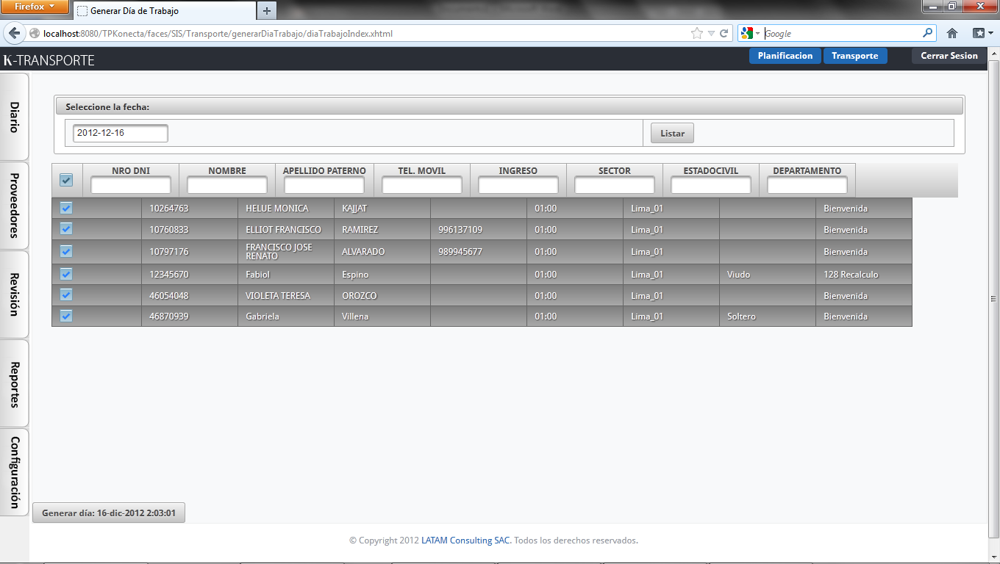 Firefox
Generar Día de Trabajo
localhost:8080/TPKonecta/faces/SIS/Transporte/generarDiaTrabajo/diaTrabajoIndex.xhtml
Google
K-TRANSPORTE
Planificacion
Transporte
Cerrar Sesion
Diario
Proveedores
Revisión
Reportes
Configuración
Seleccione la fecha:
2012-12-16
Listar
NRO DNI NOMBRE APELLIDO PATERNO TEL. MOVIL INGRESO SECTOR ESTADOCIVIL DEPARTAMENTO
10264763 HELUE MONICA KAJJAT 01:00 Lima_01 Bienvenida
10760833 ELLIOT FRANCISCO RAMIREZ 996137109 01:00 Lima_01 Bienvenida
10797176 FRANCISCO JOSE RENATO ALVARADO 989945677 01:00 Lima_01 Bienvenida
12345670 Fabiol Espino 01:00 Lima_01 Viudo 128 Recalculo
46054048 VIOLETA TERESA OROZCO 01:00 Lima_01 Bienvenida
46870939 Gabriela Villena 01:00 Lima_01 Soltero Bienvenida
Generar día: 16-dic-2012 2:03:01
© Copyright 2012 LATAM Consulting SAC. Todos los derechos reservados.